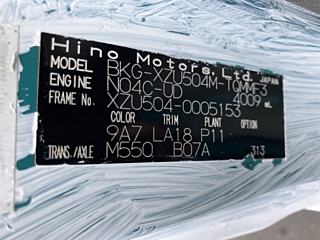 Hino Motors, Ltd. JAPAN
MODEL BKG-XZU504M-TQMMF3
ENGINE N04C-UD 4009 mL
FRAME No. XZU504-0005153
COLOR TRIM PLANT OPTION
9A7 LA18 P11
TRANS./AXLE M550 B07A 313